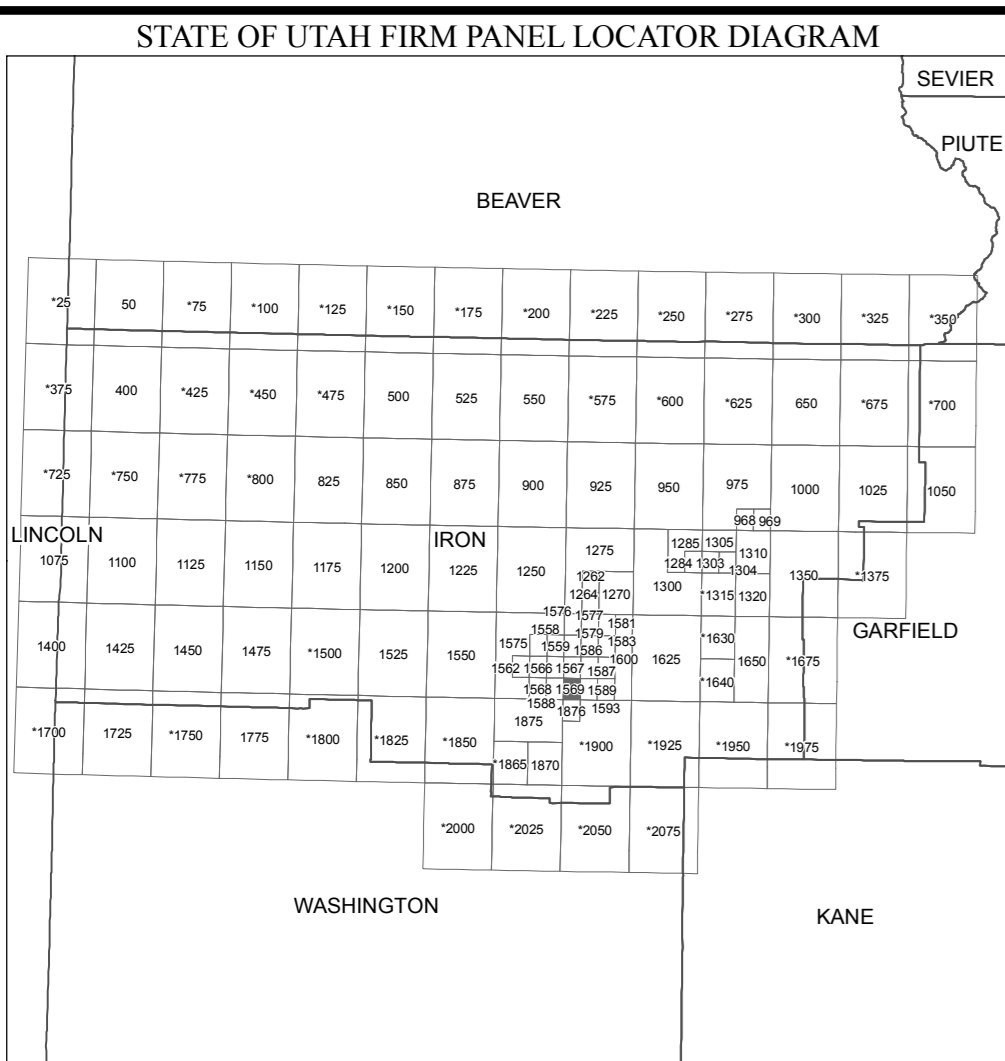 STATE OF UTAH FIRM PANEL LOCATOR DIAGRAM
SEVIER
PIUTE
BEAVER
*25 50 *75 *100 *125 *150 *175 *200 *225 *250 *275 *300 *325 *350
*375 400 *425 *450 *475 500 525 550 *575 *600 *625 650 *675 *700
*725 *750 *775 *800 825 850 875 900 925 950 975 1000 1025 1050
968 969
LINCOLN IRON
1285 1305
1275 1310
1075 1100 1125 1150 1175 1200 1225 1250 1284 1303 1304 1350 *1375
1262 1300
1264 1270 *1315 1320
1576 1577
1581
1558 1579 *1630 GARFIELD
1575 1559 1583
1400 1425 1450 1475 *1500 1525 1550 1586 1600 1625 1650 *1675
1562 1566 1567 1587
*1640
1568 1569 1589
1588 1876 1593
*1700 1725 *1750 1775 *1800 *1825 *1850 1875 *1900 *1925 *1950 *1975
*1865 1870
*2000 *2025 *2050 *2075
WASHINGTON
KANE